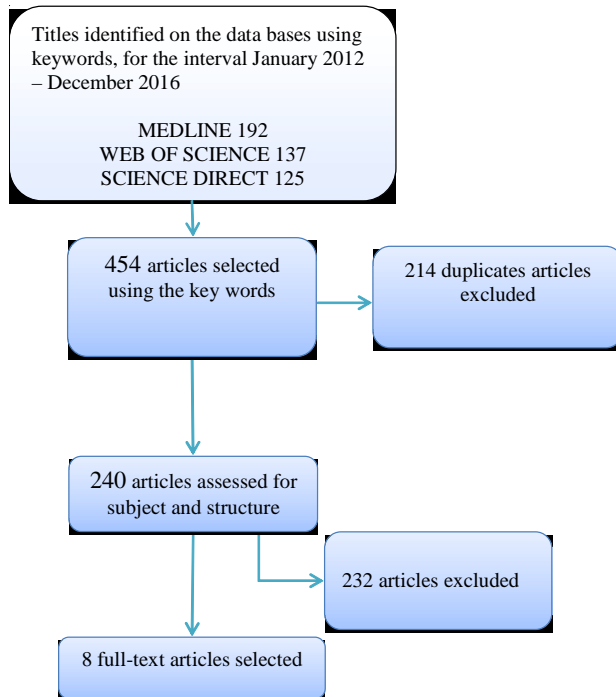 Titles identified on the data bases using
keywords, for the interval January 2012
– December 2016
MEDLINE 192
WEB OF SCIENCE 137
SCIENCE DIRECT 125
454 articles selected
using the key words
214 duplicates articles
excluded
240 articles assessed for
subject and structure
232 articles excluded
8 full-text articles selected